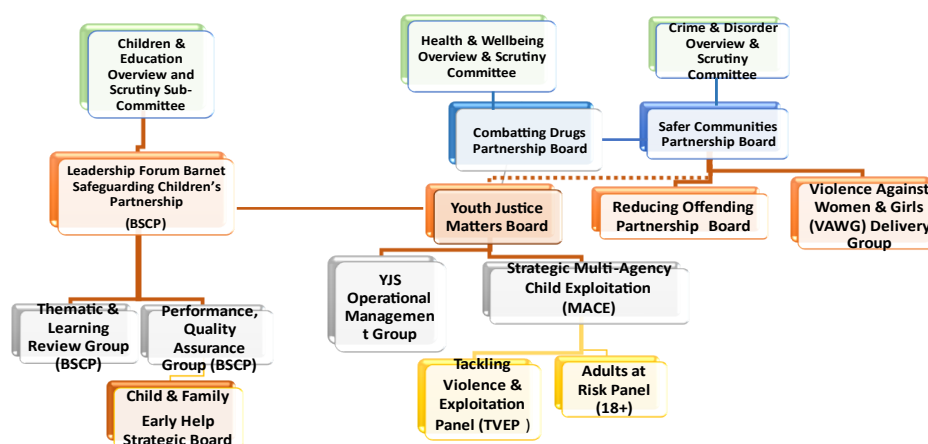 Children &
Education
Overview and
Scrutiny Sub-
Committee
Health & Wellbeing
Overview & Scrutiny
Committee
Crime & Disorder
Overview &
Scrutiny
Committee
Combatting Drugs
Partnership Board
Safer Communities
Partnership Board
Leadership Forum Barnet
Safeguarding Children's
Partnership
(BSCP)
Youth Justice
Matters Board
Reducing Offending
Partnership Board
Violence Against
Women & Girls
(VAWG) Delivery
Group
YJS
Operational
Managemen
t Group
Strategic Multi-Agency
Child Exploitation
(MACE)
Thematic &
Learning
Review Group
(BSCP)
Performance,
Quality
Assurance
Group (BSCP)
Child & Family
Early Help
Strategic Board
Tackling
Violence &
Exploitation
Panel (TVEP )
Adults at
Risk Panel
(18+)